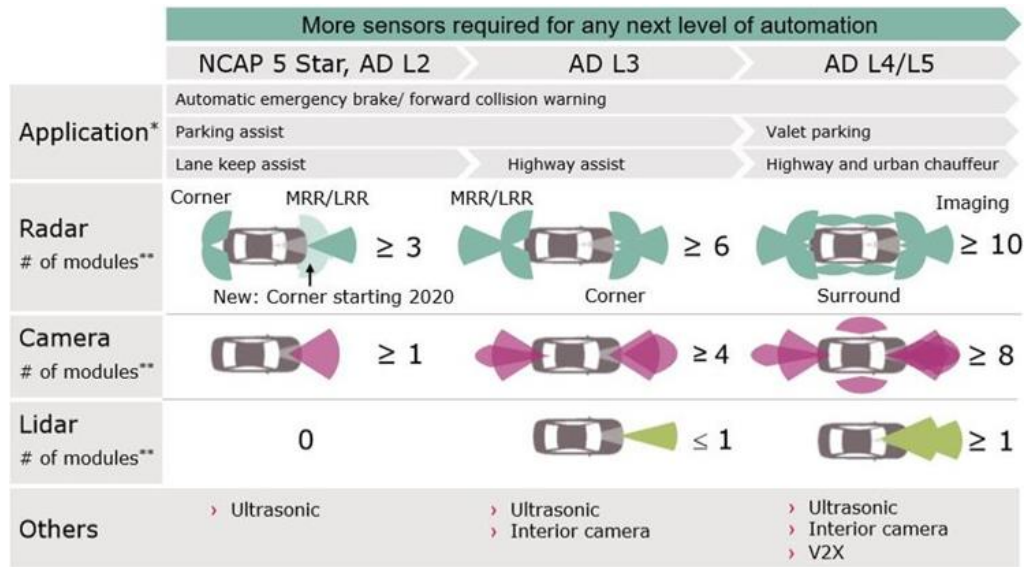 More sensors required for any next level of automation
NCAP 5 Star, AD L2
AD L3
AD L4/L5
Application*
Automatic emergency brake/ forward collision warning
Parking assist
Valet parking
Lane keep assist
Highway assist
Highway and urban chauffeur
Radar
# of modules**
Corner
MRR/LRR
≥ 3
New: Corner starting 2020
MRR/LRR
≥ 6
Corner
Imaging
≥ 10
Surround
Camera
# of modules**
≥ 1
≥ 4
≥ 8
Lidar
# of modules**
0
≤ 1
≥ 1
Others
› Ultrasonic
› Ultrasonic
› Interior camera
› Ultrasonic
› Interior camera
› V2X